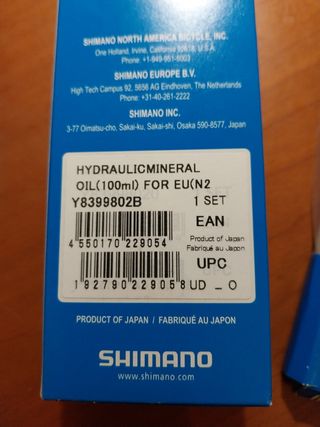 SHIMANO NORTH AMERICA BICYCLE, INC.
One Holland, Irvine, California 92618, U.S.A
Phone: +1-949-951-5003
SHIMANO EUROPE B.V.
High Tech Campus 92, 5656 AG Eindhoven, The Netherlands
Phone: +31-40-261-2222
SHIMANO INC.
3-77 Oimatsu-cho, Sakai-ku, Sakai-shi, Osaka 590-8577, Japan
HYDRAULICMINERAL
OIL(100ml) FOR EU(N2
Y8399802B 1 SET
EAN
4 550170 229054
Product of Japan
Fabriqué au Japon
UPC
1 92790 22905 8 UD _ O
PRODUCT OF JAPAN / FABRIQUÉ AU JAPON
SHIMANO
www.shimano.com